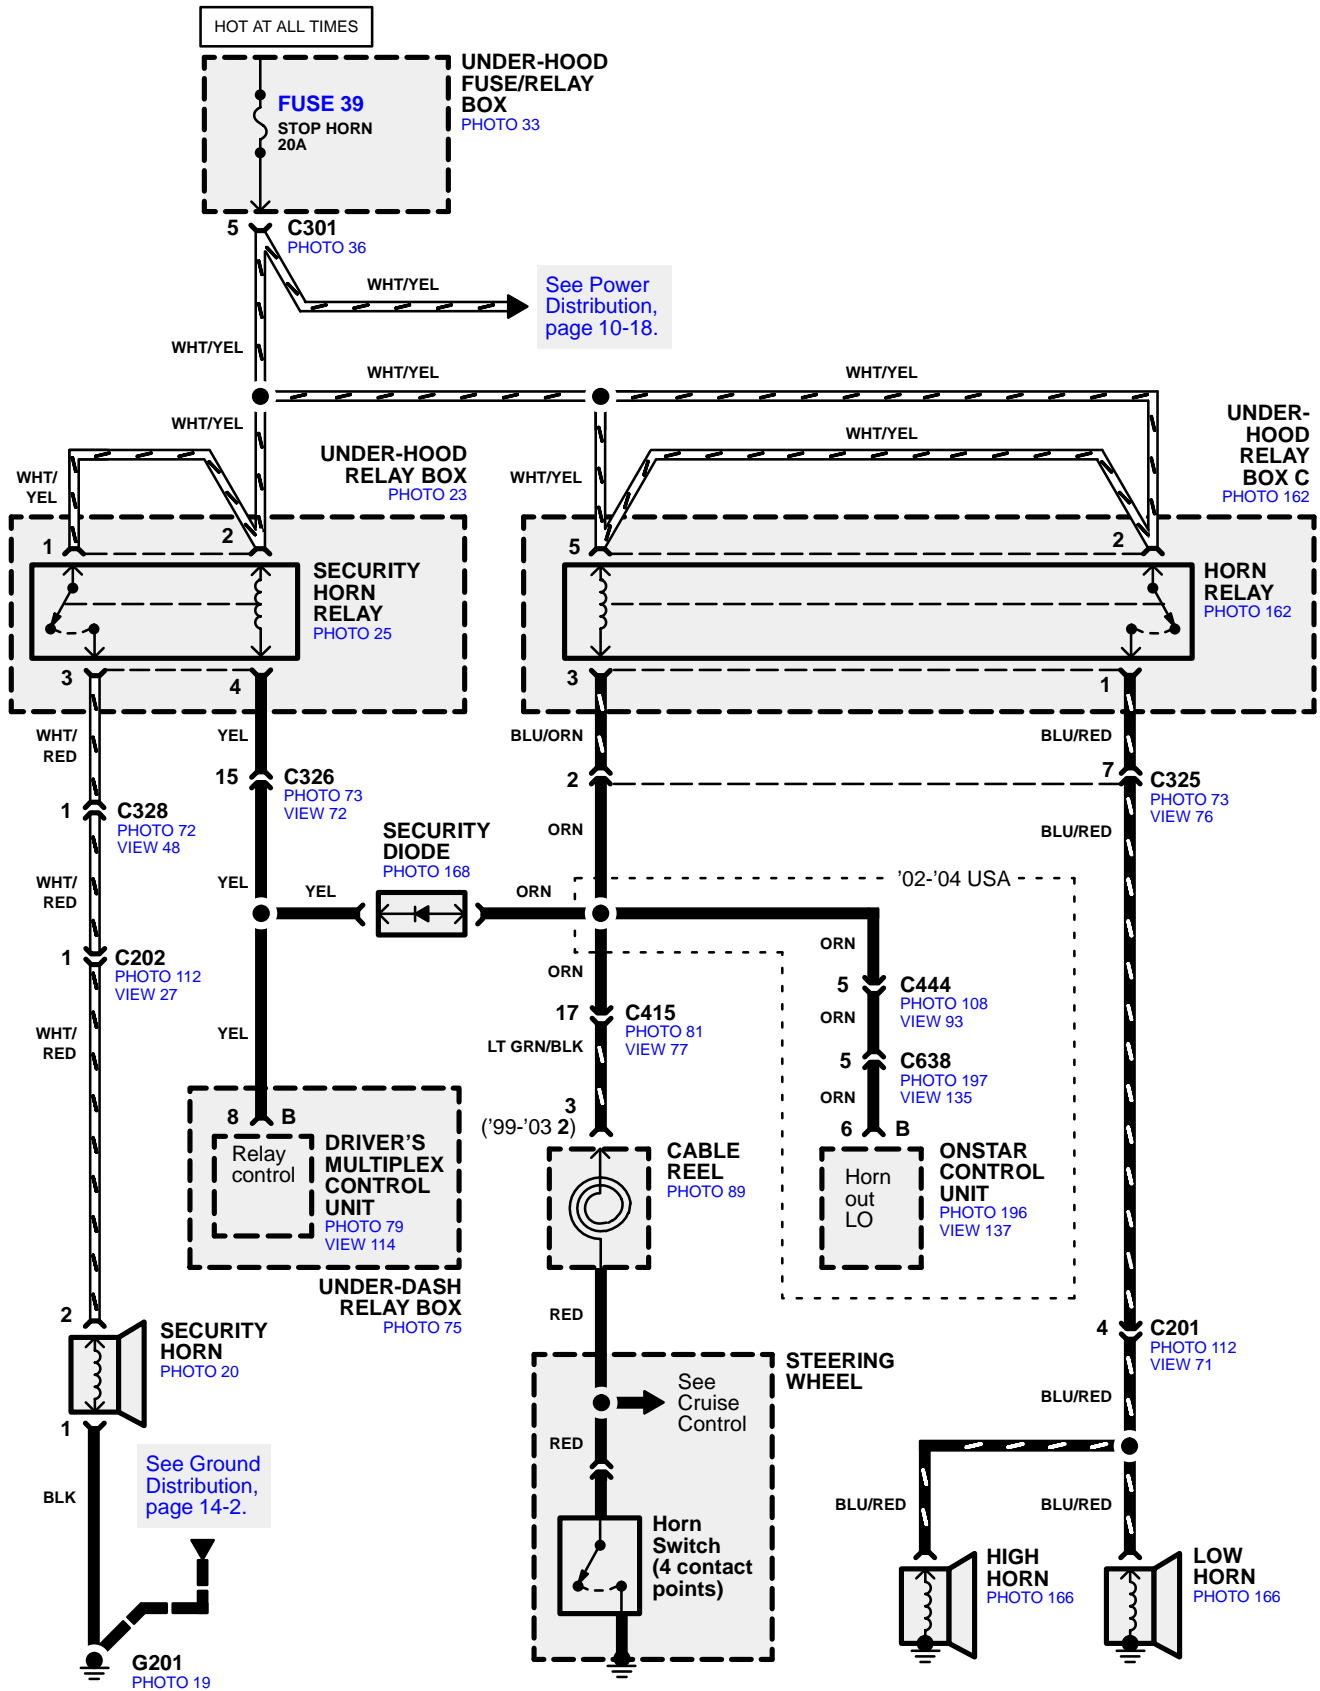 HOT AT ALL TIMES
UNDER-HOOD
FUSE/RELAY
BOX
PHOTO 33
FUSE 39
STOP HORN
20A
5
C301
PHOTO 36
WHT/YEL
See Power
Distribution,
page 10-18.
WHT/YEL
WHT/YEL
WHT/YEL
WHT/YEL
WHT/YEL
UNDER-HOOD
RELAY BOX
PHOTO 23
WHT/
YEL
WHT/YEL
UNDER-
HOOD
RELAY
BOX C
PHOTO 162
1
2
5
2
SECURITY
HORN
RELAY
PHOTO 25
HORN
RELAY
PHOTO 162
3
4
3
1
WHT/
RED
YEL
BLU/ORN
BLU/RED
15
C326
PHOTO 73
VIEW 72
2
7
C325
PHOTO 73
VIEW 76
1
C328
PHOTO 72
VIEW 48
SECURITY
DIODE
PHOTO 168
ORN
BLU/RED
WHT/
RED
YEL
YEL
ORN
'02-'04 USA
1
C202
PHOTO 112
VIEW 27
ORN
ORN
5
C444
PHOTO 108
VIEW 93
17
C415
PHOTO 81
VIEW 77
ORN
WHT/
RED
YEL
LT GRN/BLK
5
C638
PHOTO 197
VIEW 135
ORN
3
('99-'03 2)
8
B
6
B
Relay
control
DRIVER'S
MULTIPLEX
CONTROL
UNIT
PHOTO 79
VIEW 114
CABLE
REEL
PHOTO 89
Horn
out
LO
ONSTAR
CONTROL
UNIT
PHOTO 196
VIEW 137
UNDER-DASH
RELAY BOX
PHOTO 75
2
SECURITY
HORN
PHOTO 20
RED
4
C201
PHOTO 112
VIEW 71
STEERING
WHEEL
See
Cruise
Control
BLU/RED
1
RED
See Ground
Distribution,
page 14-2.
BLK
BLU/RED
BLU/RED
Horn
Switch
(4 contact
points)
HIGH
HORN
PHOTO 166
LOW
HORN
PHOTO 166
G201
PHOTO 19